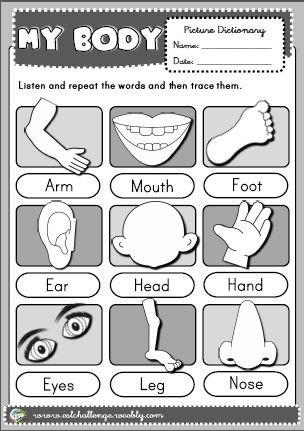 MY BODY
Picture Dictionary
Name:
Date:
Listen and repeat the words and then trace them.
Arm Mouth Foot
Ear Head Hand
Eyes Leg Nose
www.eslchallenge.weebly.com